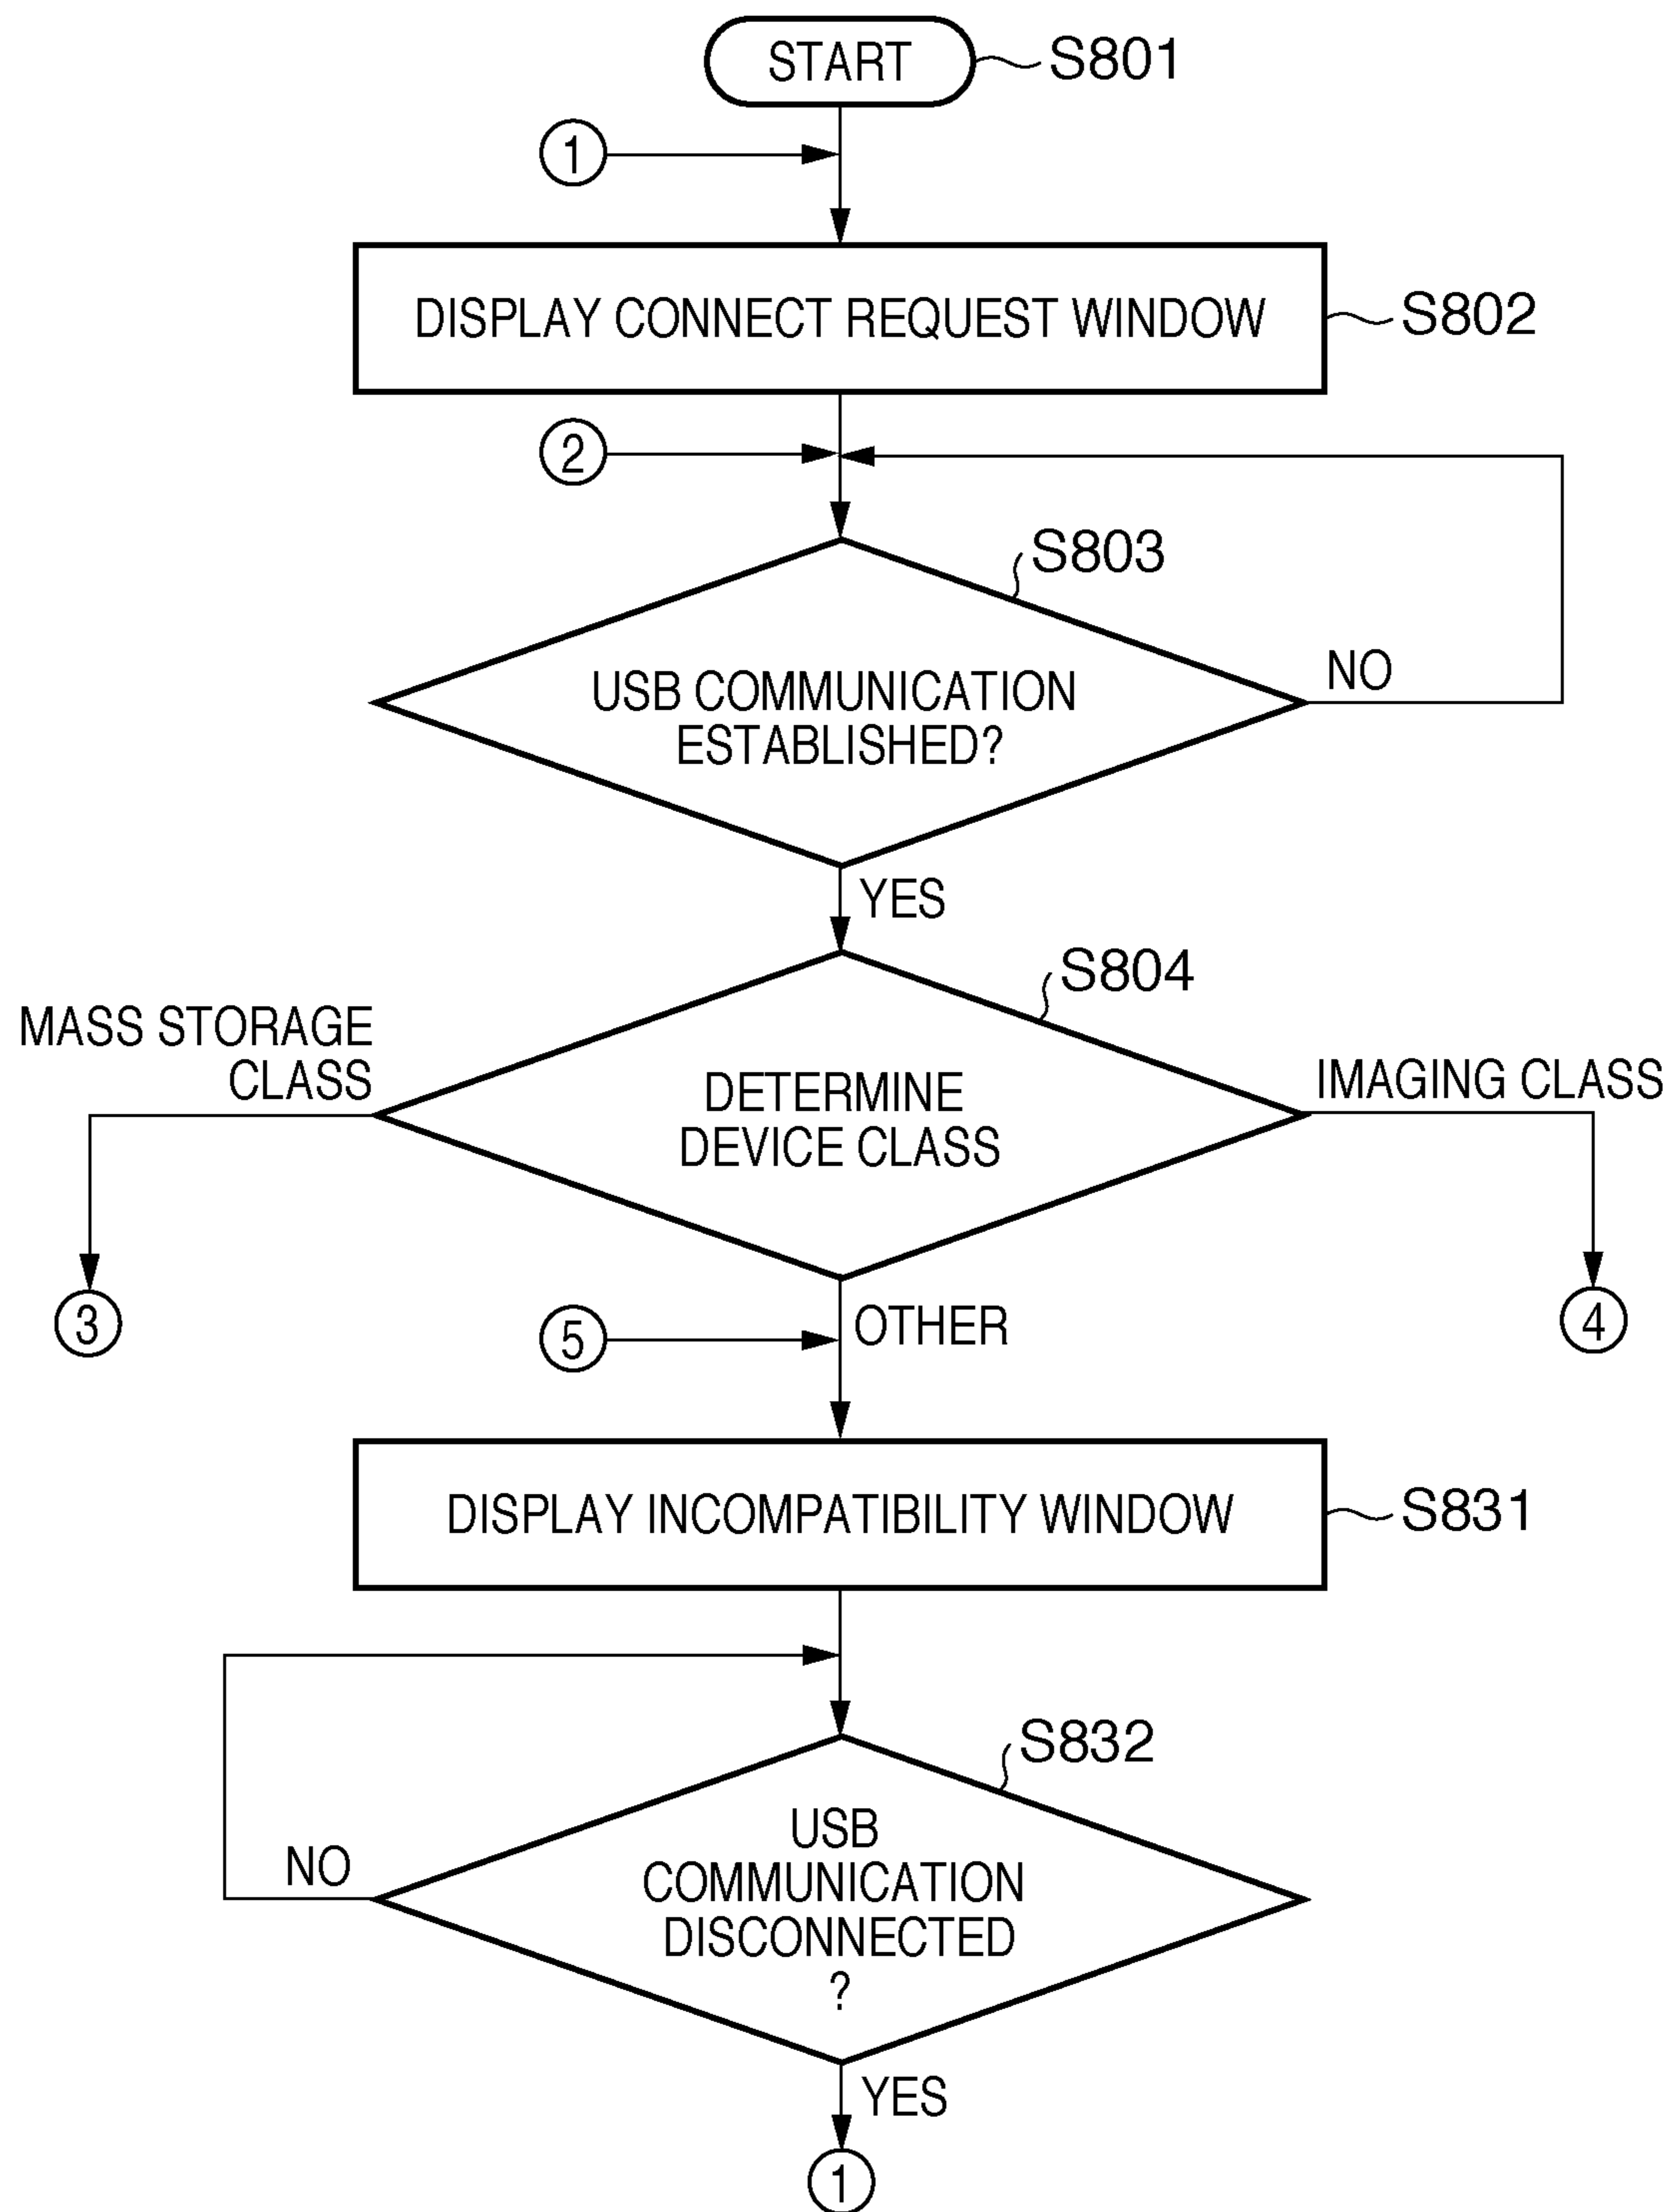 START
S801
1
DISPLAY CONNECT REQUEST WINDOW
S802
2
S803
USB COMMUNICATION
ESTABLISHED?
NO
YES
S804
MASS STORAGE
CLASS
DETERMINE
DEVICE CLASS
IMAGING CLASS
3
5
OTHER
4
DISPLAY INCOMPATIBILITY WINDOW
S831
S832
USB
COMMUNICATION
DISCONNECTED
?
NO
YES
1